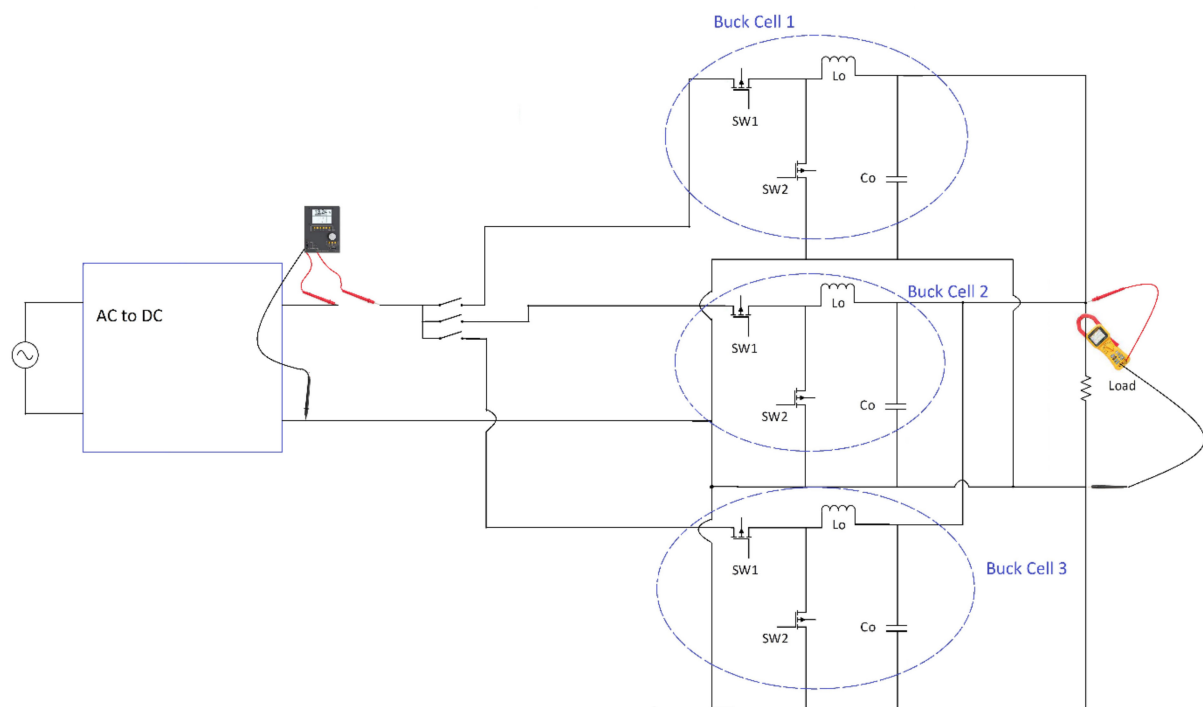 Buck Cell 1
Lo
SW1
SW2
Co
AC to DC
Lo
Buck Cell 2
SW1
SW2
Co
Load
Lo
SW1
Buck Cell 3
SW2
Co